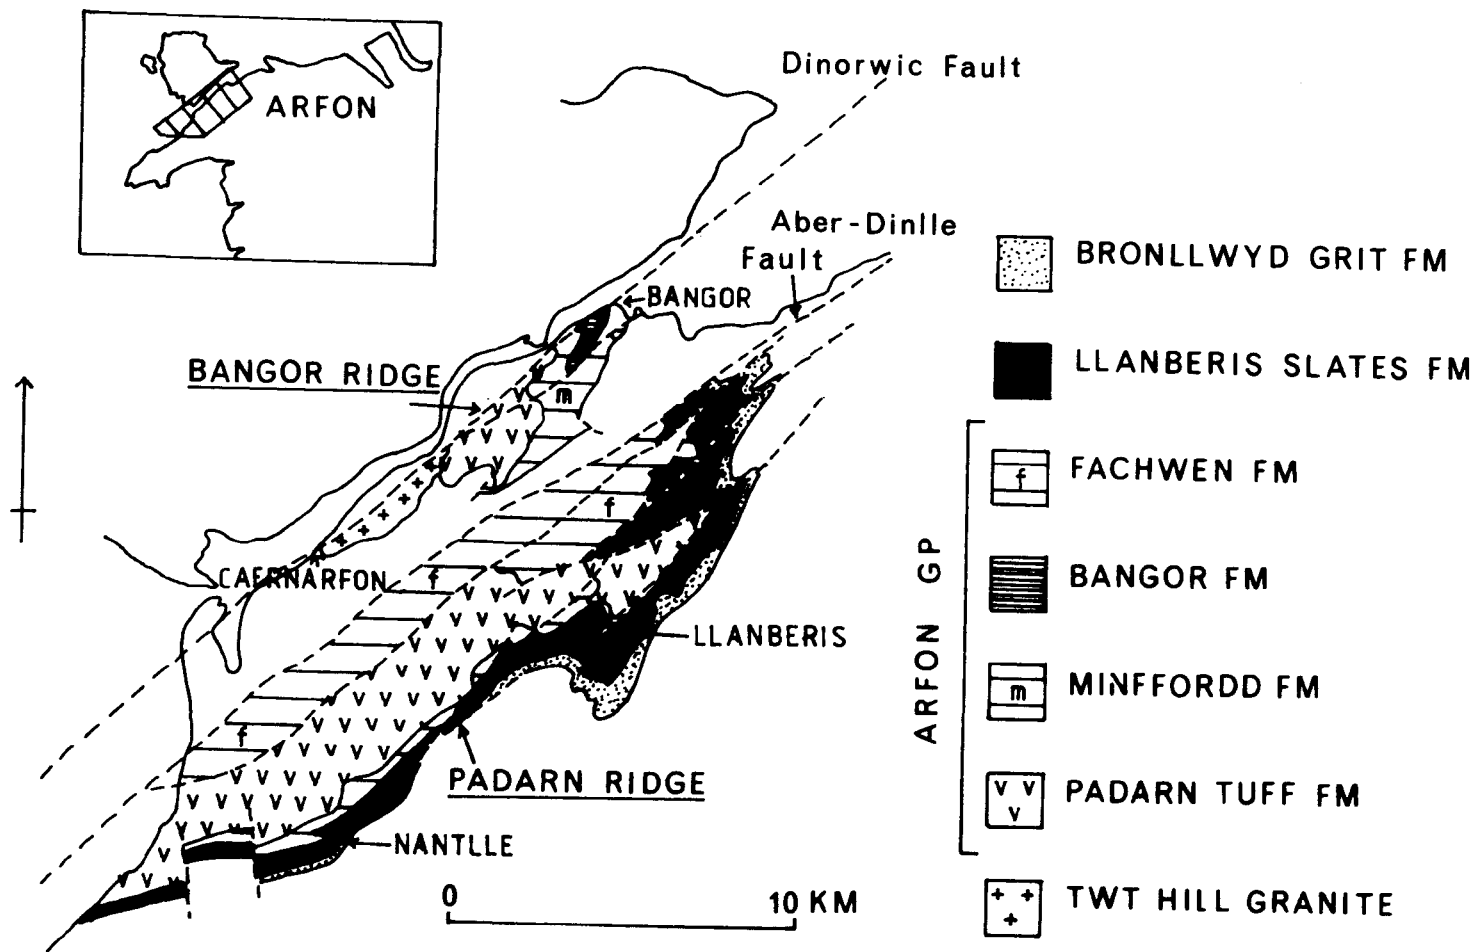 ARFON
Dinorwic Fault
Aber-Dinlle
Fault
BANGOR
BANGOR RIDGE
m
f
CAERNARFON
f
LLANBERIS
f
PADARN RIDGE
NANTLLE
0 10 KM
BRONLLWYD GRIT FM
LLANBERIS SLATES FM
f FACHWEN FM
BANGOR FM
m MINFFORDD FM
PADARN TUFF FM
TWT HILL GRANITE
ARFON GP